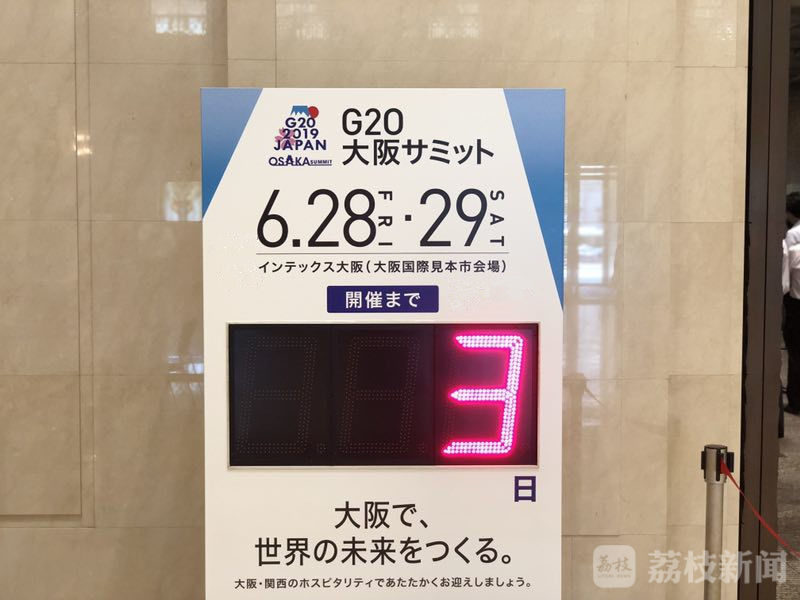 G20
2019
JAPAN
OSAKA SUMMIT
G20
大阪サミット
6.28 FRI ・ 29 SAT
インテックス大阪（大阪国際見本市会場）
開催まで
3
日
大阪で、
世界の未来をつくる。
大阪・関西のホスピタリティであたたかくお迎えしましょう。
荔枝 荔枝新闻